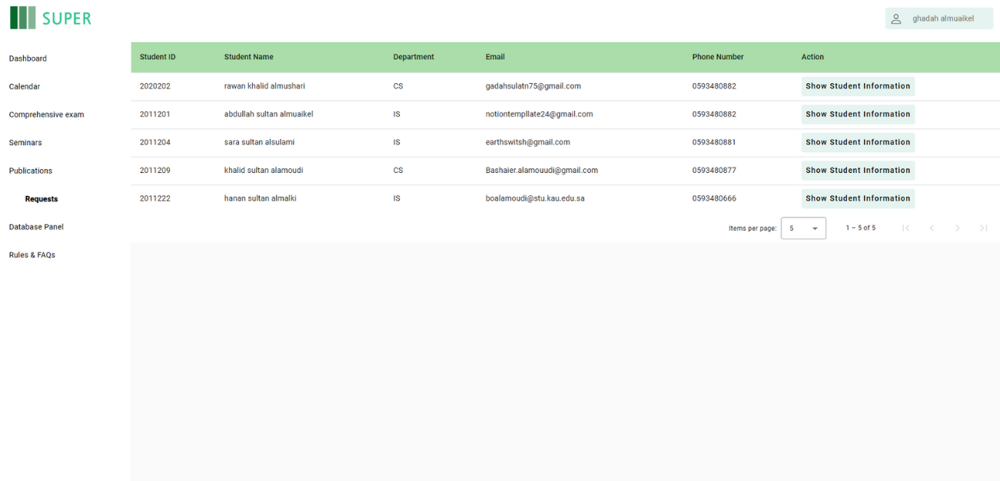 SUPER
ghadah almuaikel
Dashboard
Calendar
Comprehensive exam
Seminars
Publications
Requests
Database Panel
Rules & FAQs
Student ID Student Name Department Email Phone Number Action
2020202 rawan khalid almushari CS gadahsulatn75@gmail.com 0593480882 Show Student Information
2011201 abdullah sultan almuaikel IS notiontempllate24@gmail.com 0593480882 Show Student Information
2011204 sara sultan alsulami IS earthswitsh@gmail.com 0593480881 Show Student Information
2011209 khalid sultan alamoudi CS Bashaier.alamouudi@gmail.com 0593480877 Show Student Information
2011222 hanan sultan almalki IS boalamoudi@stu.kau.edu.sa 0593480666 Show Student Information
Items per page: 5 1 – 5 of 5